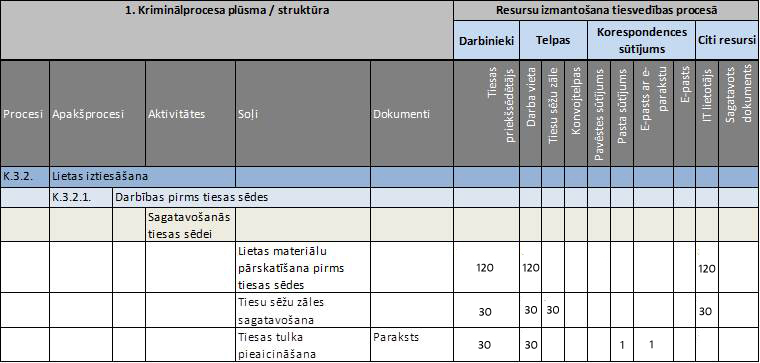 1. Kriminālprocesa plūsma / struktūra
Resursu izmantošana tiesvedības procesā
Darbinieki
Telpas
Korespondences
sūtījums
Citi resursi
Procesi
Apakšprocesi
Aktivitātes
Soļi
Dokumenti
Tiesas
priekšsēdētājs
Darba vieta
Tiesu sēžu zāle
Konvojtelpas
Pavēstes sūtījums
Pasta sūtījums
E-pasts ar e-
parakstu
E-pasts
IT lietotājs
Sagatavots
dokuments
K.3.2. Lietas iztiesāšana
K.3.2.1. Darbības pirms tiesas sēdes
Sagatavošanās
tiesas sēdei
Lietas materiālu
pārskatīšana pirms
tiesas sēdes
120 120 120
Tiesu sēžu zāles
sagatavošana
30 30 30 30
Tiesas tulka
pieaicināšana
Paraksts 30 30 1 1